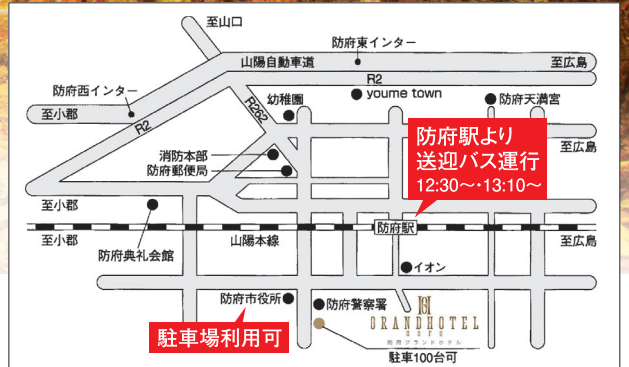 至山口
防府東インター
山陽自動車道
至広島
R2
防府西インター
youme town
防府天満宮
幼稚園
R262
至小郡
R2
防府駅より
送迎バス運行
12:30〜・13:10〜
至広島
消防本部
防府郵便局
至小郡
防府駅
至小郡
山陽本線
至広島
防府典礼会館
イオン
防府市役所
防府警察署
GRANDHOTEL
HOFU
防府グランドホテル
駐車場利用可
駐車100台可